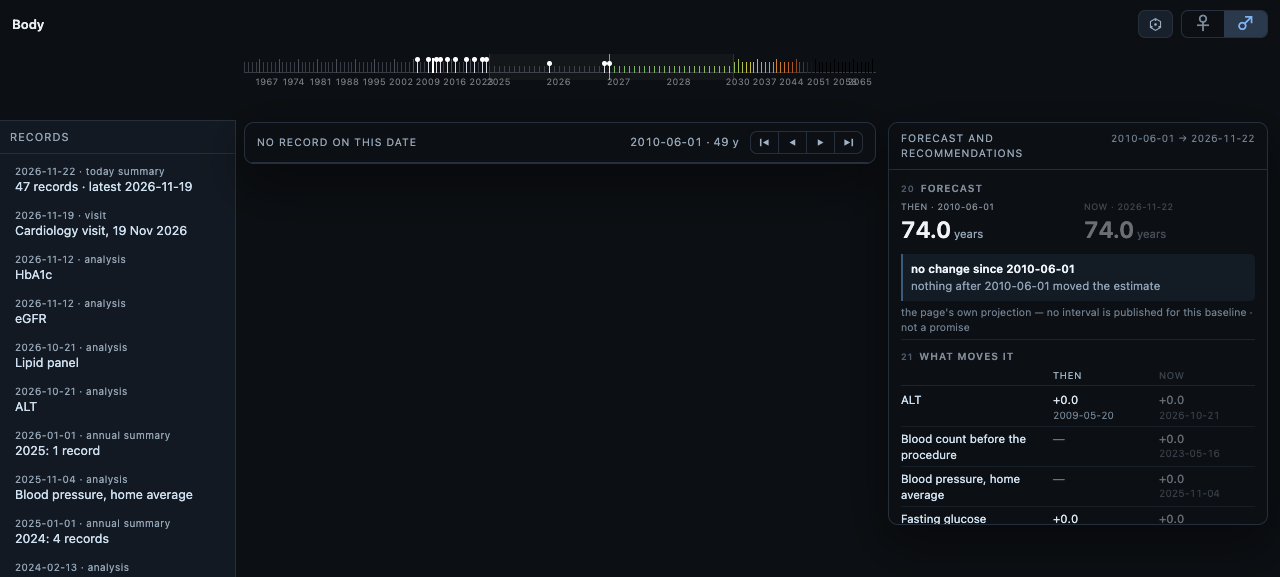 Body
1967 1974 1981 1988 1995 2002 2009 2016 2025 2026 2027 2028 2030 2037 2044 2051 2065
RECORDS
2026-11-22 · today summary
47 records · latest 2026-11-19
2026-11-19 · visit
Cardiology visit, 19 Nov 2026
2026-11-12 · analysis
HbA1c
2026-11-12 · analysis
eGFR
2026-10-21 · analysis
Lipid panel
2026-10-21 · analysis
ALT
2026-01-01 · annual summary
2025: 1 record
2025-11-04 · analysis
Blood pressure, home average
2025-01-01 · annual summary
2024: 4 records
2024-02-13 · analysis
NO RECORD ON THIS DATE
2010-06-01 · 49 y
FORECAST AND RECOMMENDATIONS
2010-06-01 → 2026-11-22
20 FORECAST
THEN · 2010-06-01
74.0 years
NOW · 2026-11-22
74.0 years
no change since 2010-06-01
nothing after 2010-06-01 moved the estimate
the page's own projection — no interval is published for this baseline ·
not a promise
21 WHAT MOVES IT
THEN NOW
ALT +0.0 +0.0
2009-05-20 2026-10-21
Blood count before the procedure — +0.0
2023-05-16
Blood pressure, home average — +0.0
2025-11-04
Fasting glucose +0.0 +0.0